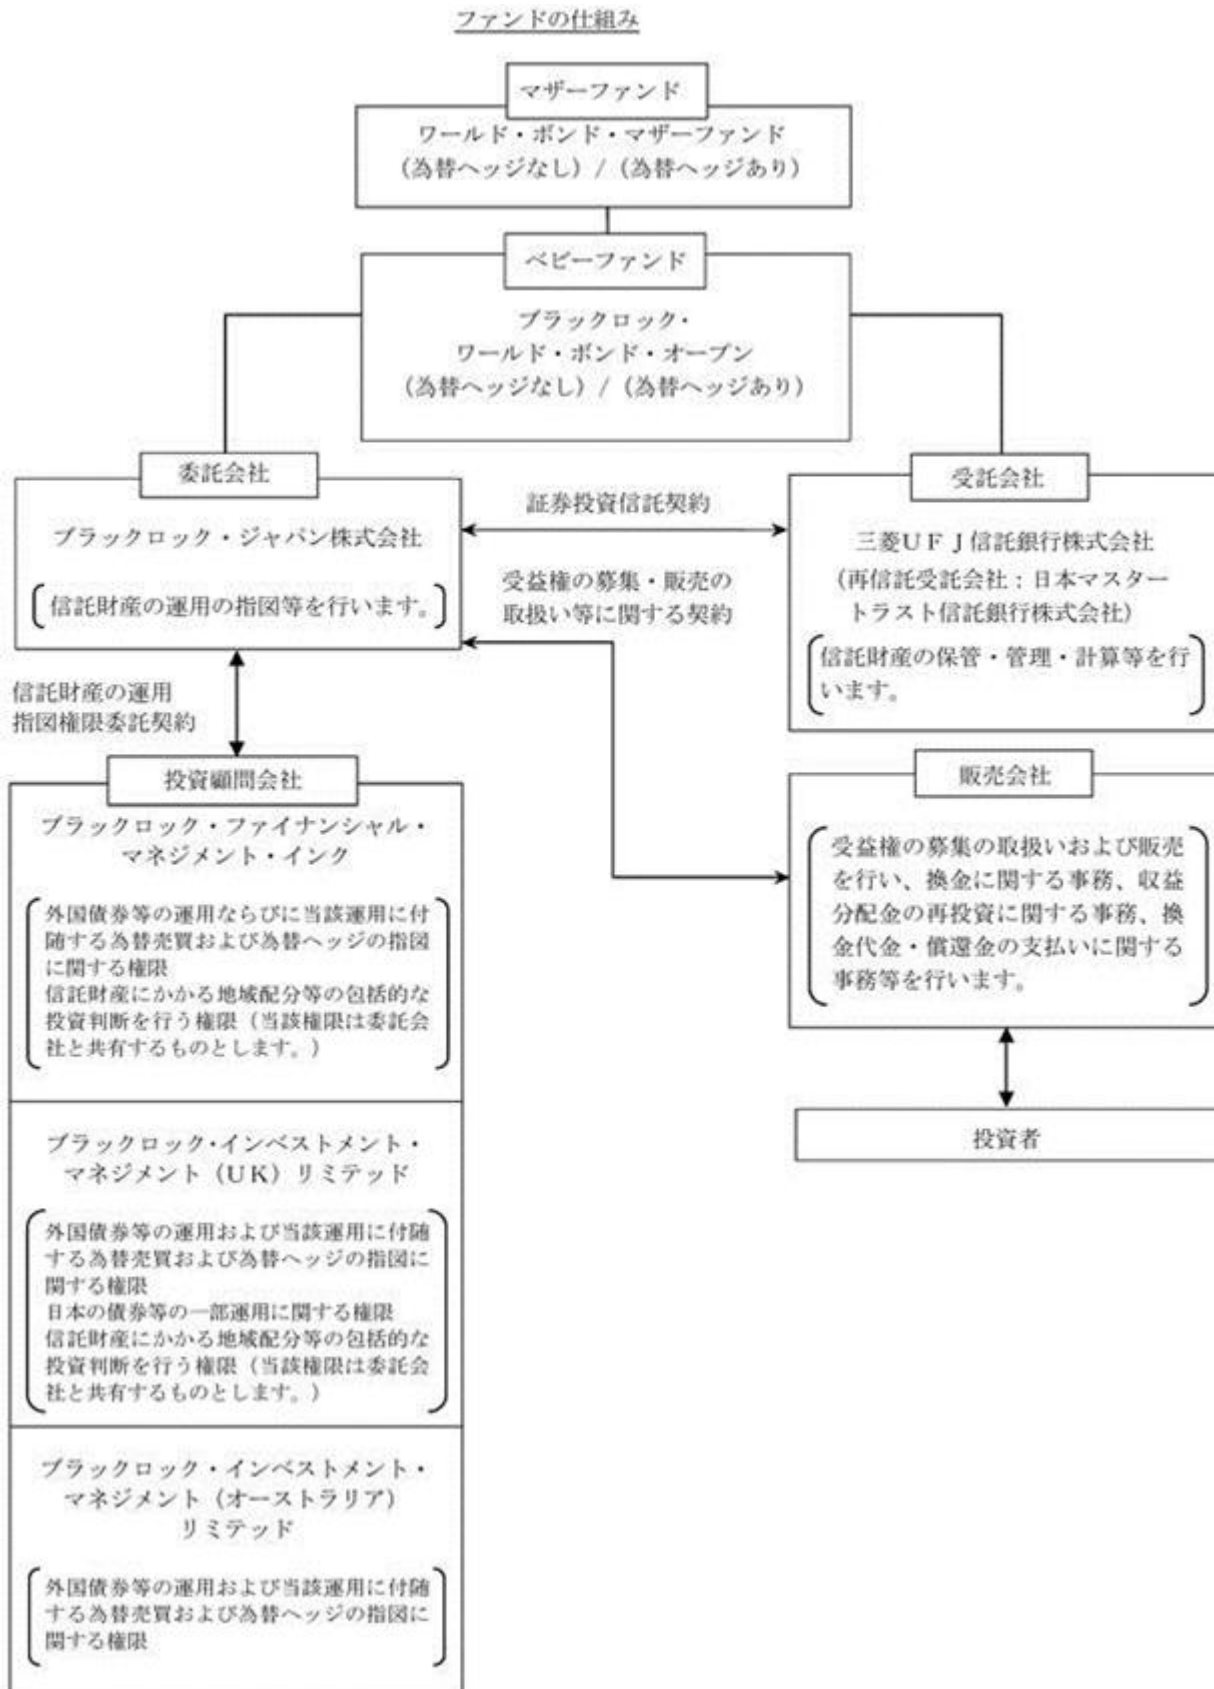 ファンドの仕組み
マザーファンド
ワールド・ボンド・マザーファンド
（為替ヘッジなし）/（為替ヘッジあり）
ベビーファンド
ブラックロック・
ワールド・ボンド・オープン
（為替ヘッジなし）/（為替ヘッジあり）
委託会社
ブラックロック・ジャパン株式会社
信託財産の運用の指図等を行います。
証券投資信託契約
受益権の募集・販売の
取扱い等に関する契約
受託会社
三菱ＵＦＪ信託銀行株式会社
（再信託受託会社：日本マスター
トラスト信託銀行株式会社）
信託財産の保管・管理・計算等を行
います。
信託財産の運用
指図権限委託契約
投資顧問会社
ブラックロック・ファイナンシャル・
マネジメント・インク
外国債券等の運用ならびに当該運用に付
随する為替売買および為替ヘッジの指図
に関する権限
信託財産にかかる地域配分等の包括的な
投資判断を行う権限（当該権限は委託会
社と共有するものとします。）
ブラックロック・インベストメント・
マネジメント（ＵＫ）リミテッド
外国債券等の運用および当該運用に付随
する為替売買および為替ヘッジの指図に
関する権限
日本の債券等の一部運用に関する権限
信託財産にかかる地域配分等の包括的な
投資判断を行う権限（当該権限は委託会
社と共有するものとします。）
ブラックロック・インベストメント・
マネジメント（オーストラリア）
リミテッド
外国債券等の運用および当該運用に付随
する為替売買および為替ヘッジの指図に
関する権限
販売会社
受益権の募集の取扱いおよび販売
を行い、換金に関する事務、収益
分配金の再投資に関する事務、換
金代金・償還金の支払いに関する
事務等を行います。
投資者